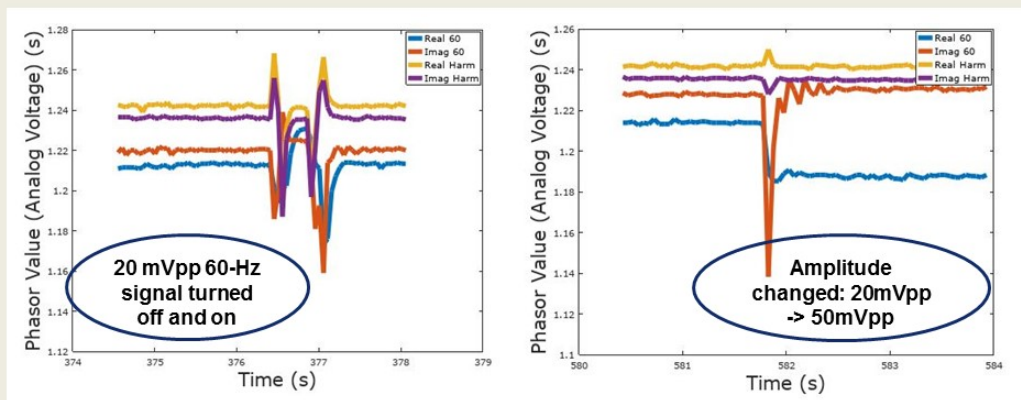 Phasor Value (Analog Voltage) (s)
1.28
1.26
1.24
1.22
1.2
1.18
1.16
1.14
1.12
374
375
376
377
378
379
Time (s)
Real 60
Imag 60
Real Harm
Imag Harm
20 mVpp 60-Hz
signal turned
off and on
Phasor Value (Analog Voltage) (s)
1.26
1.24
1.22
1.2
1.18
1.16
1.14
1.12
1.1
580
581
582
583
584
Time (s)
Real 60
Imag 60
Real Harm
Imag Harm
Amplitude
changed: 20mVpp
-> 50mVpp